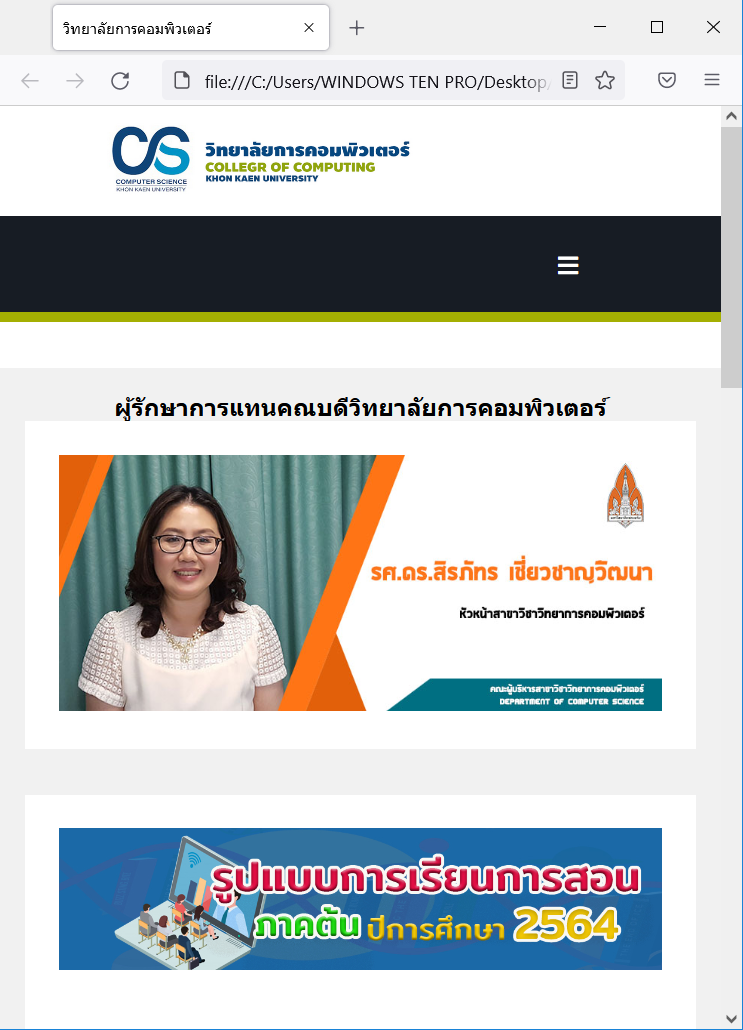 วิทยาลัยการคอมพิวเตอร์
file:///C:/Users/WINDOWS TEN PRO/Desktop/
CS
COMPUTER SCIENCE
KHON KAEN UNIVERSITY
วิทยาลัยการคอมพิวเตอร์
COLLEGR OF COMPUTING
KHON KAEN UNIVERSITY
ผู้รักษาการแทนคณบดีวิทยาลัยการคอมพิวเตอร์
รศ.ดร.สิรภัทร เชี่ยวชาญวัฒนา
หัวหน้าสาขาวิชาวิทยาการคอมพิวเตอร์
คณะผู้บริหารสาขาวิชาวิทยาการคอมพิวเตอร์
DEPARTMENT OF COMPUTER SCIENCE
รูปแบบการเรียนการสอน
ภาคต้น ปีการศึกษา 2564